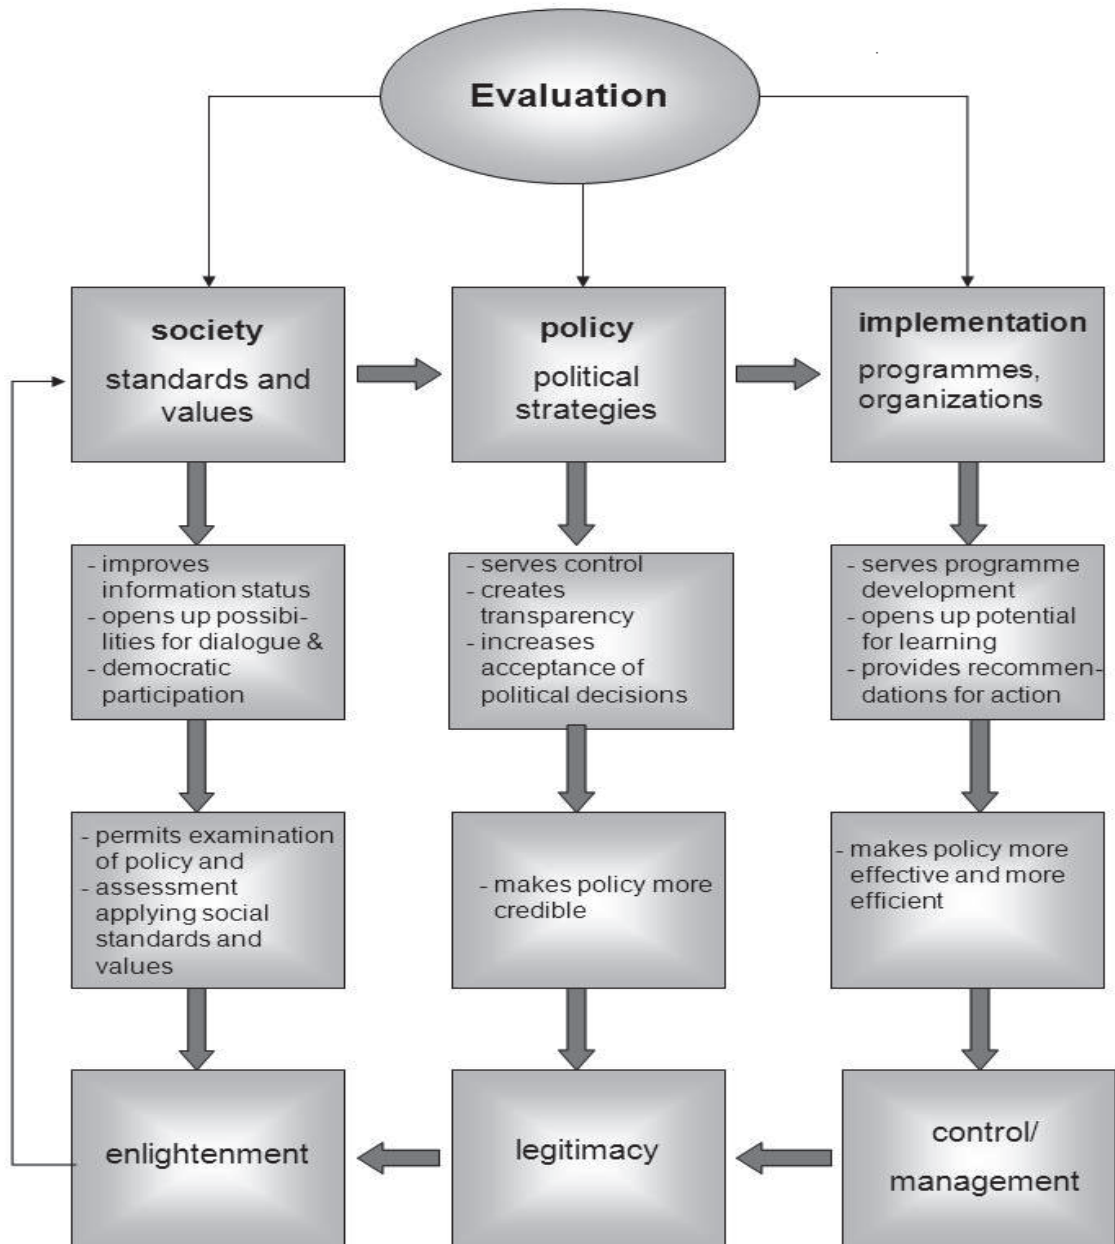 Evaluation
society
standards and
values
policy
political
strategies
implementation
programmes,
organizations
- improves
information status
- opens up possibi-
lities for dialogue &
- democratic
participation
- serves control
- creates
transparency
- increases
acceptance of
political decisions
- serves programme
development
- opens up potential
for learning
- provides recommen-
dations for action
- permits examination
of policy and
- assessment
applying social
standards and
values
- makes policy more
credible
- makes policy more
effective and more
efficient
enlightenment
legitimacy
control/
management